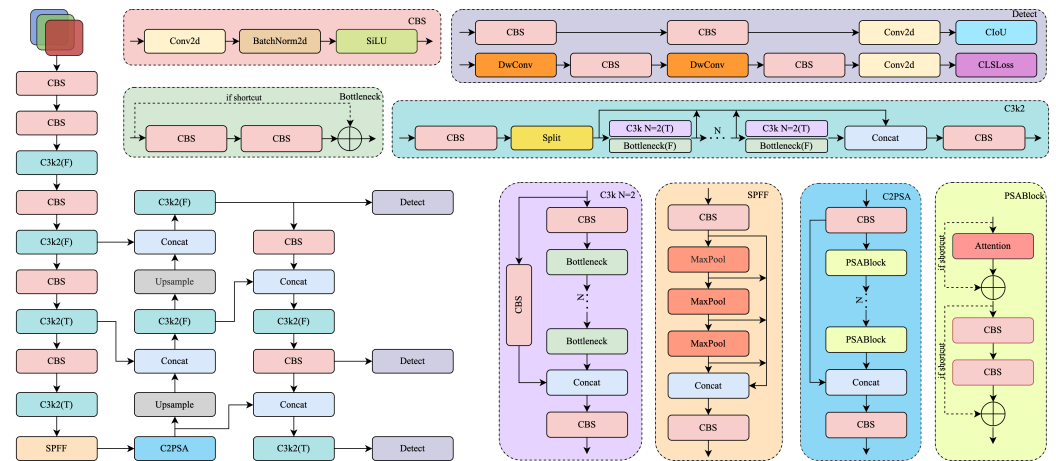 CBS
CBS
C3k2(F)
CBS
C3k2(F)
CBS
C3k2(T)
CBS
C3k2(T)
SPFF
C3k2(F)
Concat
Upsample
C3k2(F)
Concat
Upsample
C2PSA
CBS
Concat
C3k2(F)
CBS
Concat
C3k2(T)
Detect
Detect
Detect
CBS
Conv2d
BatchNorm2d
SiLU
Detect
CBS
CBS
Conv2d
CIoU
DwConv
CBS
DwConv
CBS
Conv2d
CLSLoss
Bottleneck
if shortcut
CBS
CBS
C3k2
CBS
Split
C3k N=2(T)
Bottleneck(F)
N
C3k N=2(T)
Bottleneck(F)
Concat
CBS
C3k N=2
CBS
Bottleneck
CBS
N
Bottleneck
Concat
CBS
SPFF
CBS
MaxPool
MaxPool
MaxPool
Concat
CBS
C2PSA
CBS
PSABlock
N
PSABlock
Concat
CBS
PSABlock
Attention
if shortcut
CBS
if shortcut
CBS